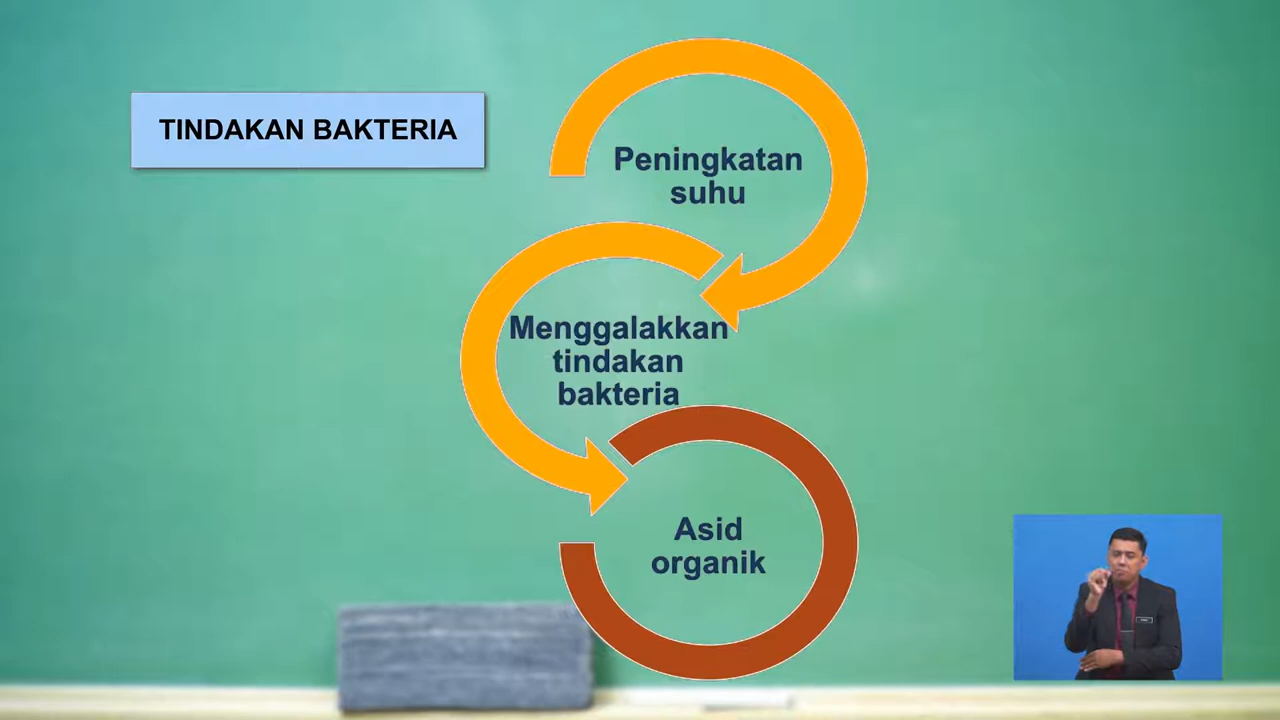 TINDAKAN BAKTERIA
Peningkatan
suhu
Menggalakkan
tindakan
bakteria
Asid
organik